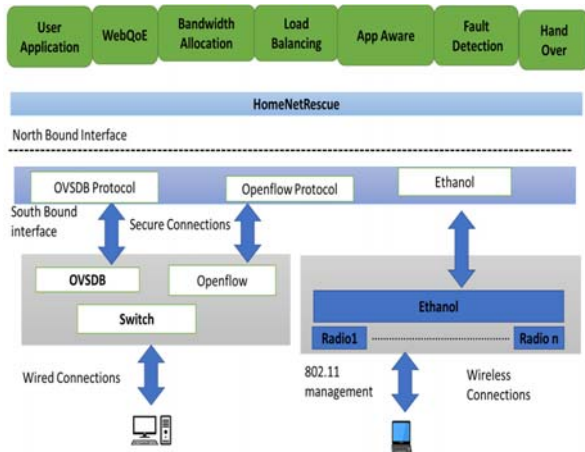 User
Application
WebQoE
Bandwidth
Allocation
Load
Balancing
App Aware
Fault
Detection
Hand
Over
HomeNetRescue
North Bound Interface
OVSDB Protocol
Openflow Protocol
Ethanol
South Bound
interface
Secure Connections
OVSDB
Openflow
Switch
Ethanol
Radio1
Radio n
Wired Connections
802.11
management
Wireless
Connections